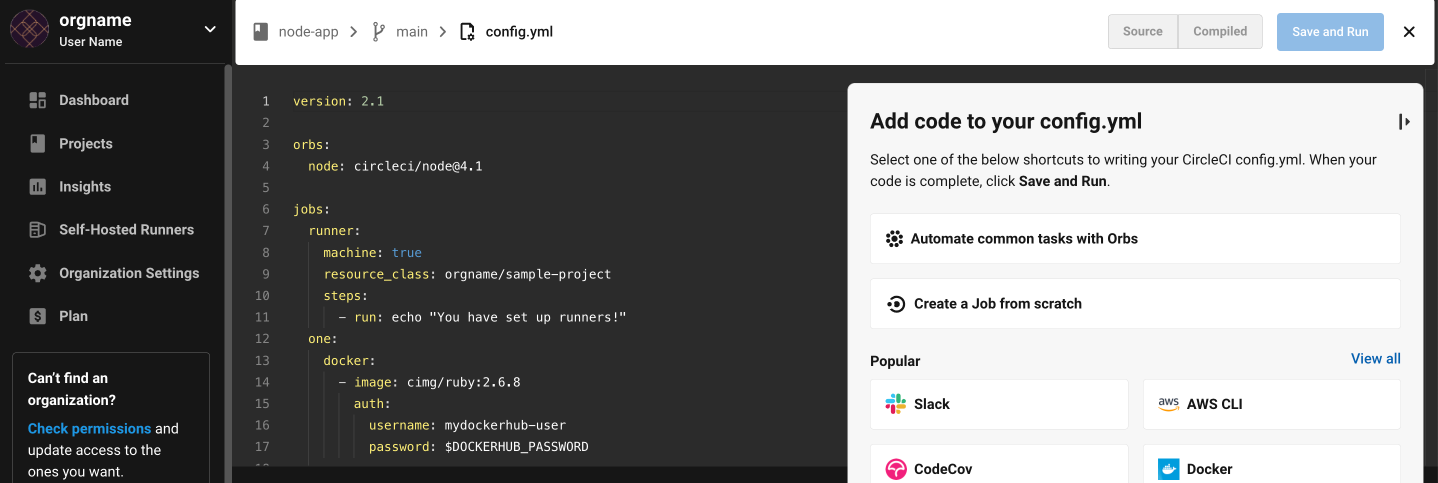 orgname
User Name
Dashboard
Projects
Insights
Self-Hosted Runners
Organization Settings
Plan
Can't find an
organization?
Check permissions and
update access to the
ones you want.
node-app > main > config.yml
Source Compiled Save and Run
1 version: 2.1
2
3 orbs:
4 node: circleci/node@4.1
5
6 jobs:
7 runner:
8 machine: true
9 resource_class: orgname/sample-project
10 steps:
11 - run: echo "You have set up runners!"
12 one:
13 docker:
14 - image: cimg/ruby:2.6.8
15 auth:
16 username: mydockerhub-user
17 password: $DOCKERHUB_PASSWORD
Add code to your config.yml
Select one of the below shortcuts to writing your CircleCI config.yml. When your
code is complete, click Save and Run.
Automate common tasks with Orbs
Create a Job from scratch
Popular View all
Slack
aws AWS CLI
CodeCov
Docker